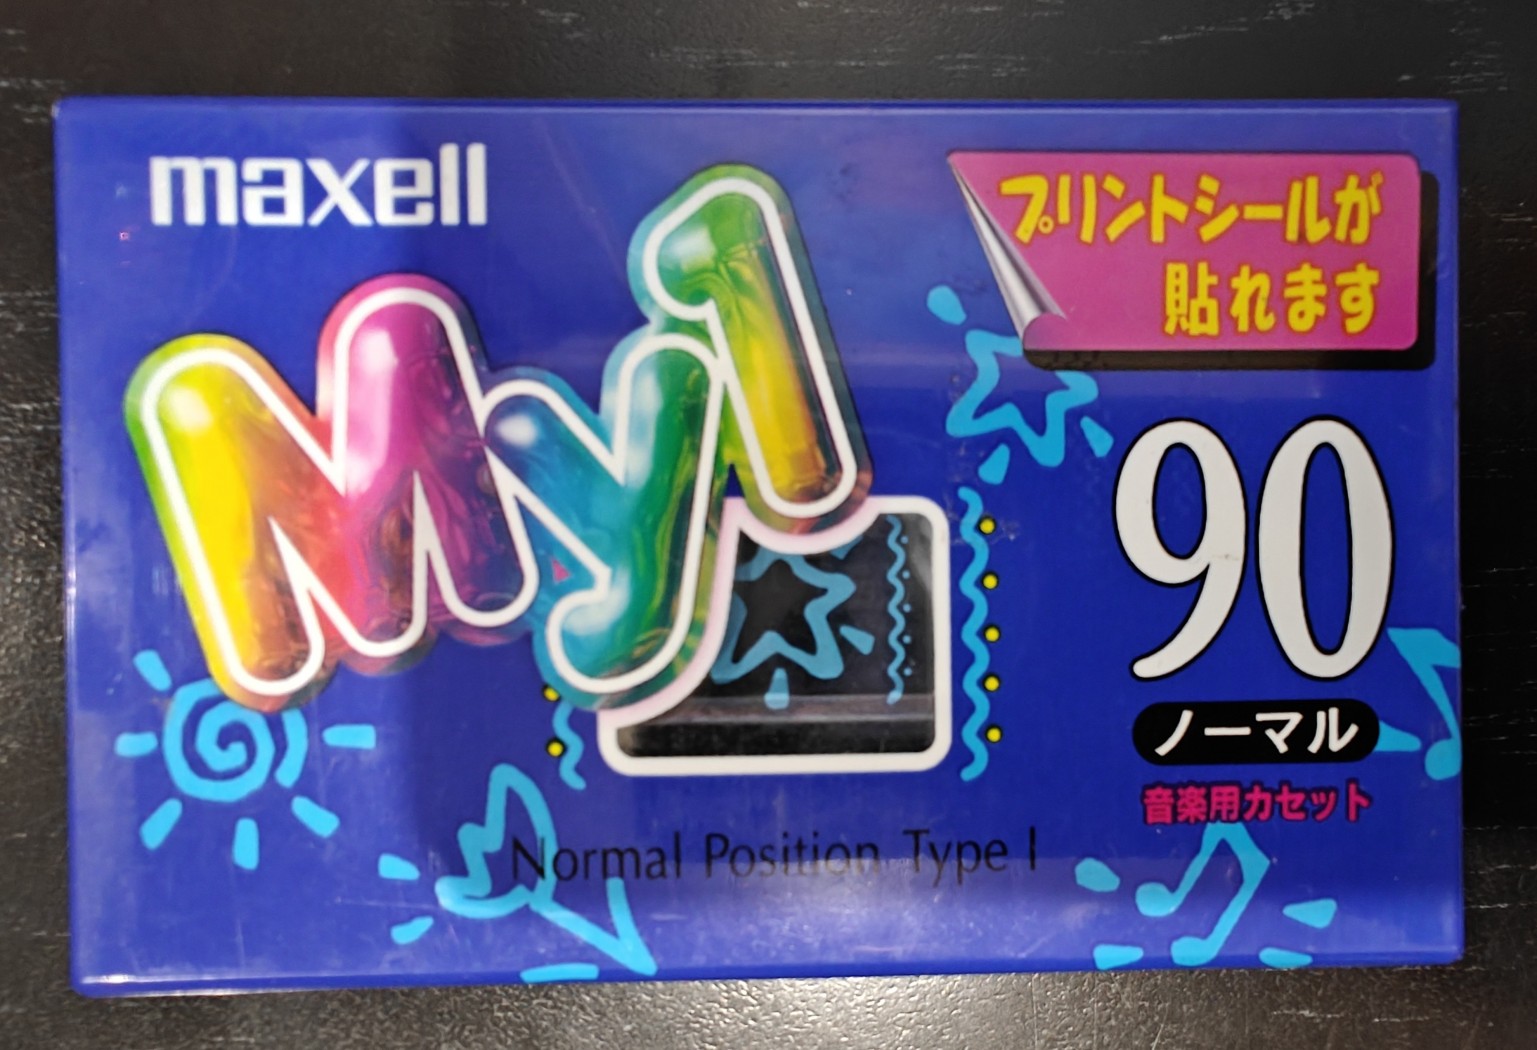 maxell
プリントシールが
貼れます
My1
90
ノーマル
音楽用カセット
Normal Position Type I